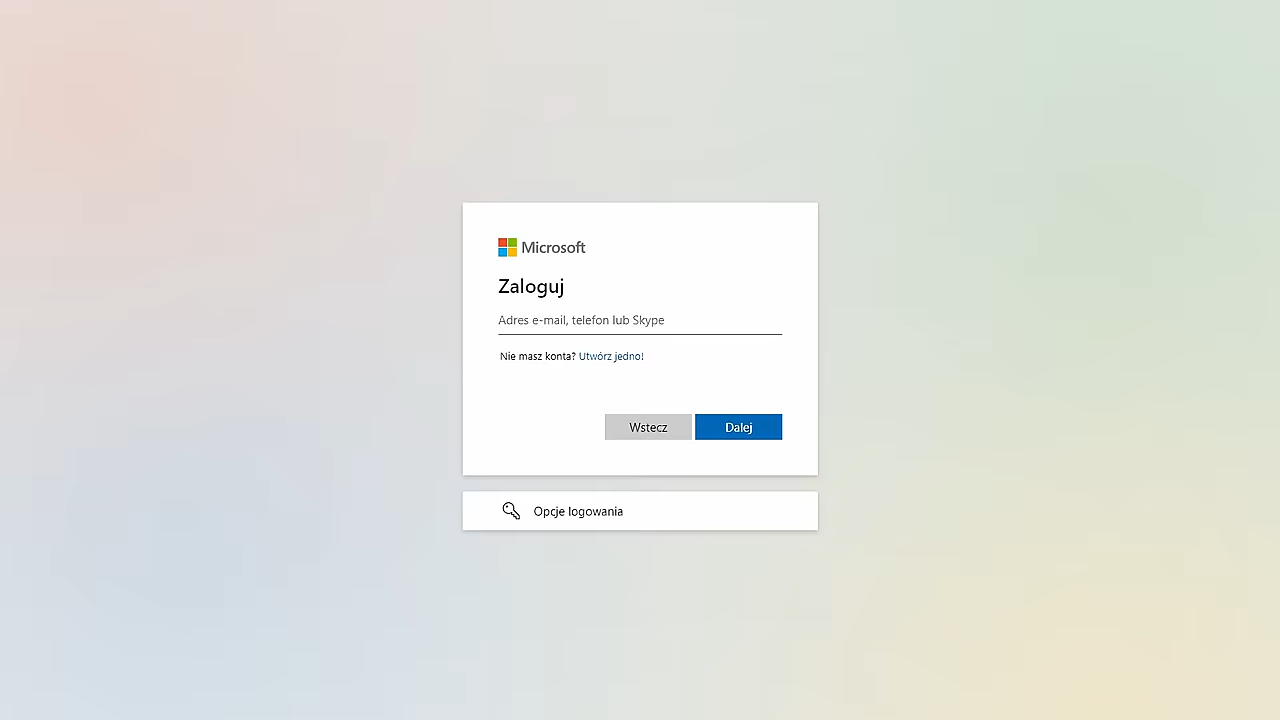 Microsoft
Zaloguj
Adres e-mail, telefon lub Skype
Nie masz konta? Utwórz jedno!
Wstecz Dalej
Opcje logowania